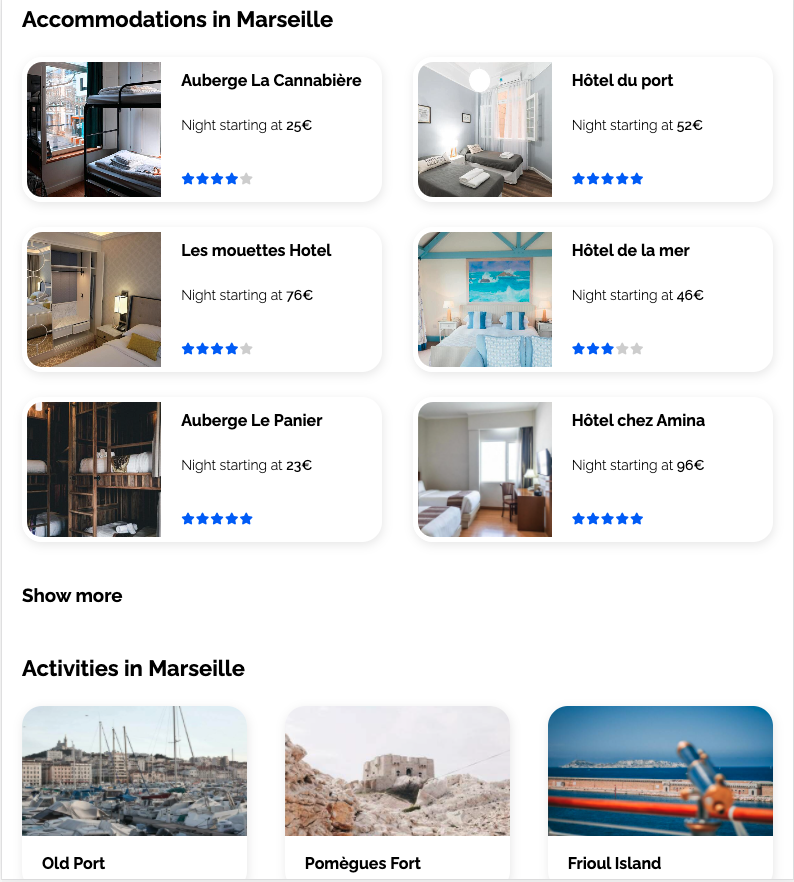 Accommodations in Marseille
Auberge La Cannabière
Night starting at 25€
Hôtel du port
Night starting at 52€
Les mouettes Hotel
Night starting at 76€
Hôtel de la mer
Night starting at 46€
Auberge Le Panier
Night starting at 23€
Hôtel chez Amina
Night starting at 96€
Show more
Activities in Marseille
Old Port
Pomègues Fort
Frioul Island